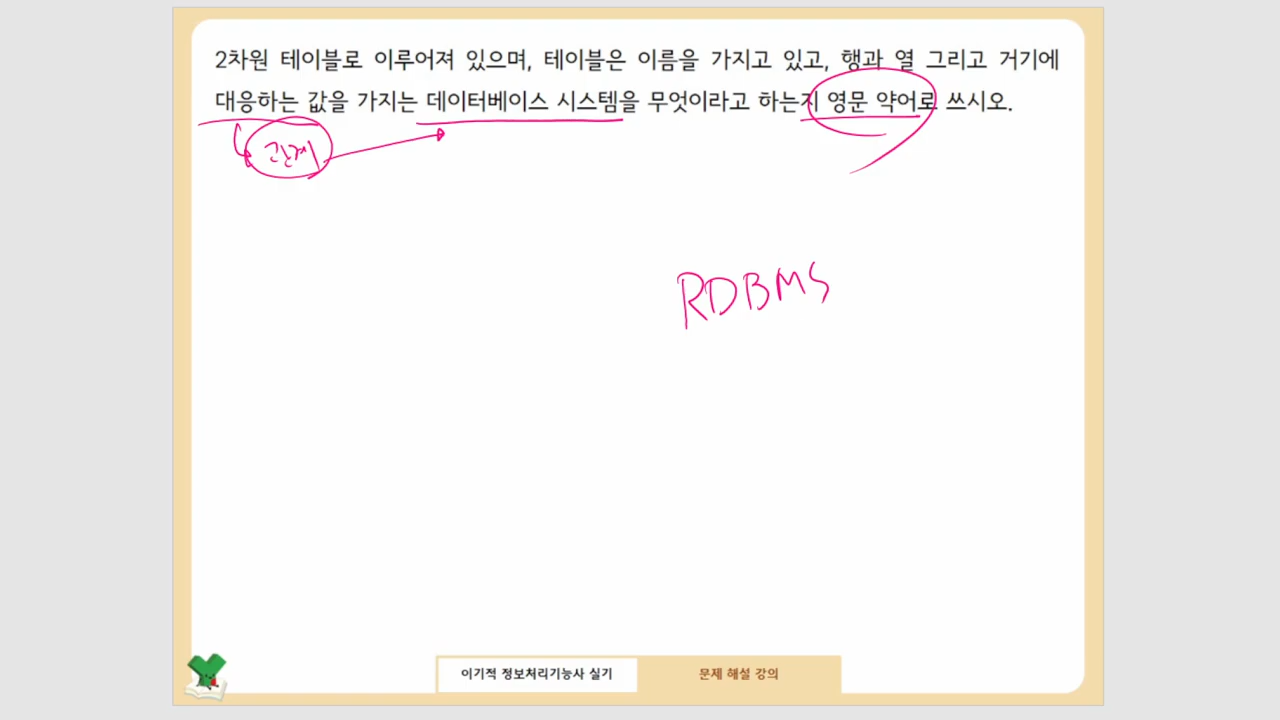 2차원 테이블로 이루어져 있으며, 테이블은 이름을 가지고 있고, 행과 열 그리고 거기에
대응하는 값을 가지는 데이터베이스 시스템을 무엇이라고 하는지 영문 약어로 쓰시오.
관계
RDBMS
이기적 정보처리기능사 실기
문제 해설 강의